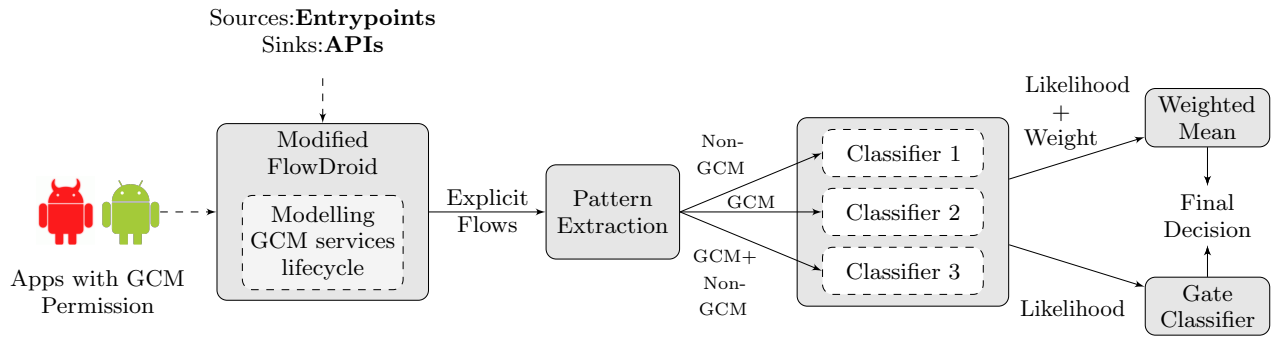 Sources:Entrypoints
Sinks:APIs
Apps with GCM
Permission
Modified
FlowDroid
Modelling
GCM services
lifecycle
Explicit
Flows
Pattern
Extraction
Non-
GCM
GCM
GCM+
Non-
GCM
Classifier 1
Classifier 2
Classifier 3
Likelihood
+
Weight
Likelihood
Weighted
Mean
Final
Decision
Gate
Classifier